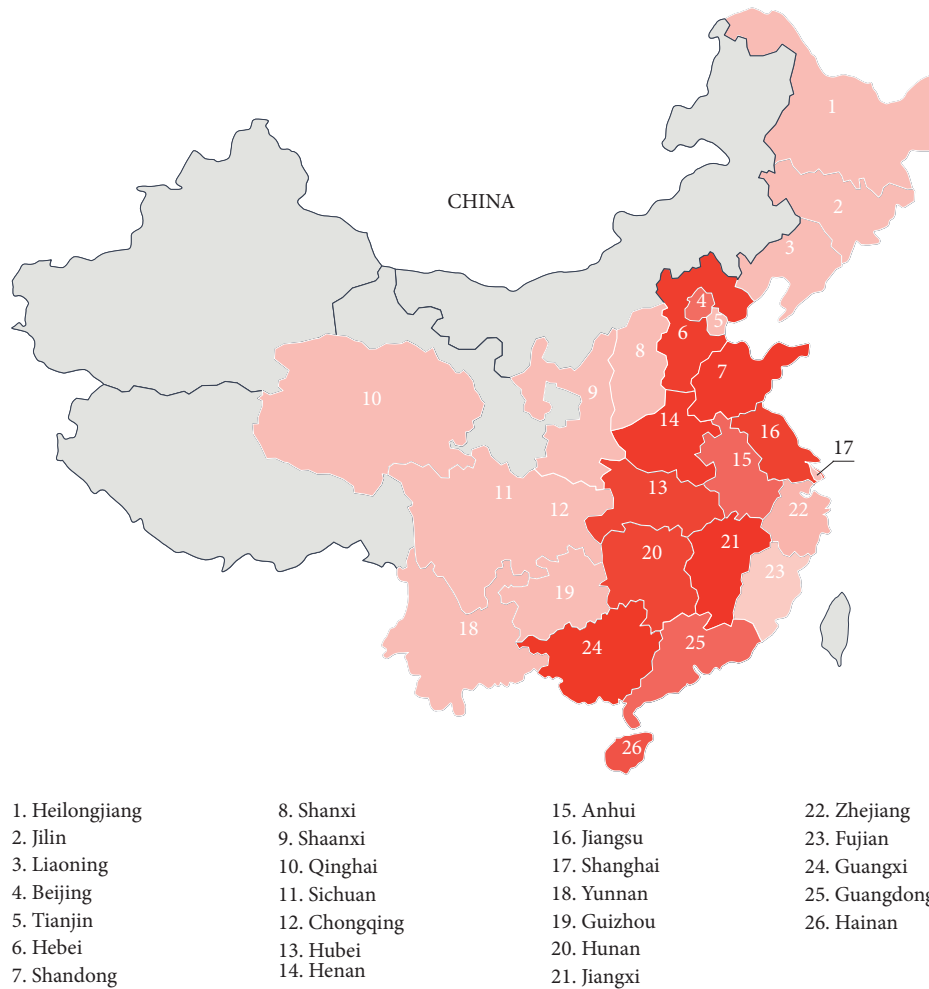 CHINA
1
2
3
4
5
6
7
8
9
10
11
12
13
14
15
16
17
18
19
20
21
22
23
24
25
26
1. Heilongjiang
2. Jilin
3. Liaoning
4. Beijing
5. Tianjin
6. Hebei
7. Shandong
8. Shanxi
9. Shaanxi
10. Qinghai
11. Sichuan
12. Chongqing
13. Hubei
14. Henan
15. Anhui
16. Jiangsu
17. Shanghai
18. Yunnan
19. Guizhou
20. Hunan
21. Jiangxi
22. Zhejiang
23. Fujian
24. Guangxi
25. Guangdong
26. Hainan